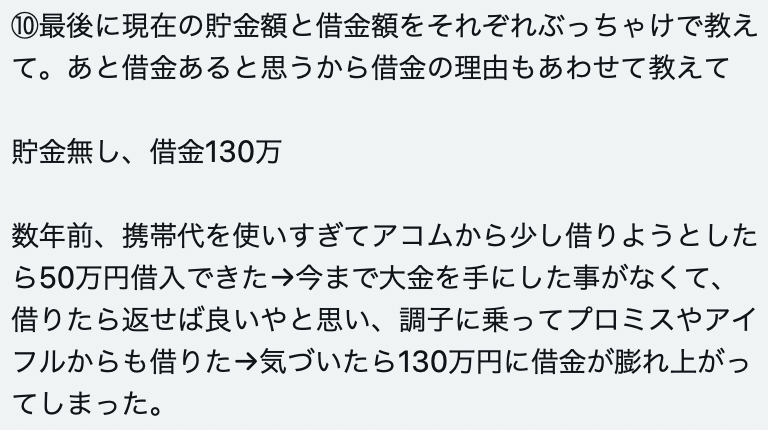 ⑩最後に現在の貯金額と借金額をそれぞれぶっちゃけで教え
て。あと借金あると思うから借金の理由もあわせて教えて
貯金無し、借金130万
数年前、携帯代を使いすぎてアコムから少し借りようとした
ら50万円借入できた→今まで大金を手にした事がなくて、
借りたら返せば良いやと思い、調子に乗ってプロミスやアイ
フルからも借りた→気づいたら130万円に借金が膨れ上がっ
てしまった。